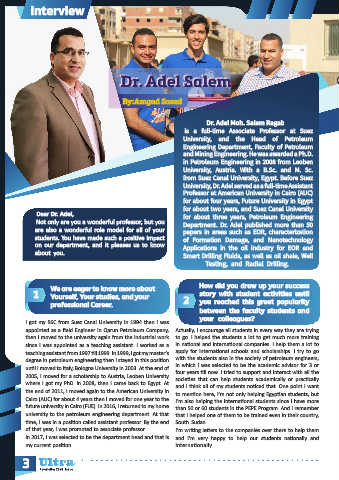 Interview
Dr. Adel Salem
By: Amgad Saeed
Dr. Adel Moh. Salem Ragab
is a full-time Associate Professor at Suez
University, and the Head of Petroleum
Engineering Department, Faculty of Petroleum
and Mining Engineering. He was awarded a Ph.D.
in Petroleum Engineering in 2008 from Leoben
University, Austria. With a B.Sc. and M. Sc.
from Suez Canal University, Egypt. Before Suez
University, Dr. Adel served as a full-time Assistant
Professor at American University in Cairo (AUC)
for about four years, Future University in Egypt
for about two years, and Suez Canal University
for about three years, Petroleum Engineering
Department. Dr. Adel published more than 50
papers in areas such as EOR, characterization
of Formation Damage, and Nanotechnology
Applications in the oil industry for EOR and
Smart Drilling Fluids, as well as oil shale, Well
Testing, and Radial Drilling.
Dear Dr. Adel,
Not only are you a wonderful professor, but you
are also a wonderful role model for all of your
students. You have made such a positive impact
on our department, and it pleases us to know
about you.
1
We are eager to know more about
Yourself, Your studies, and your
professional Career.
I got my BSC from Suez Canal University in 1994 then I was
appointed as a field Engineer in Qarun Petroleum Company,
then I moved to the university again from the industrial work
since I was appointed as a teaching assistant. I worked as a
teaching assistant from 1997 till 1999. In 1999, I got my master's
degree in petroleum engineering then I stayed in this position
until I moved to Italy, Bologna University in 2003. At the end of
2005, I moved for a scholarship to Austria, Leoben University
where I got my PhD. In 2008, then I came back to Egypt. At
the end of 2011, I moved again to the American University in
Cairo (AUC) for about 4 years then I moved for one year to the
future university in Cairo (FUE). In 2016, I returned to my home
university to the petroleum engineering department. At that
time, I was in a position called assistant professor. By the end
of that year, I was promoted to associate professor.
In 2017, I was selected to be the department head and that is
my current position.
2
How did you draw up your success
story with student activities until
you reached this great popularity
between the faculty students and
your colleagues?
Actually, I encourage all students in every way they are trying
to go. I helped the students a lot to get much more training
in national and international companies. I help them a lot to
apply for international schools and scholarships. I try to go
with the students also in the society of petroleum engineers,
in which I was selected to be the academic advisor for 3 or
four years till now. I tried to support and interact with all the
societies that can help students academically or practically
and I think all of my students noticed that. One point I want
to mention here, I'm not only helping Egyptian students, but
I'm also helping the international students since I have more
than 50 or 60 students in the PEPE Program. And I remember
that I helped one of them to be trained even in their country,
South Sudan.
I'm writing letters to the companies over there to help them
and I'm very happy to help our students nationally and
internationally.
3
Ultra